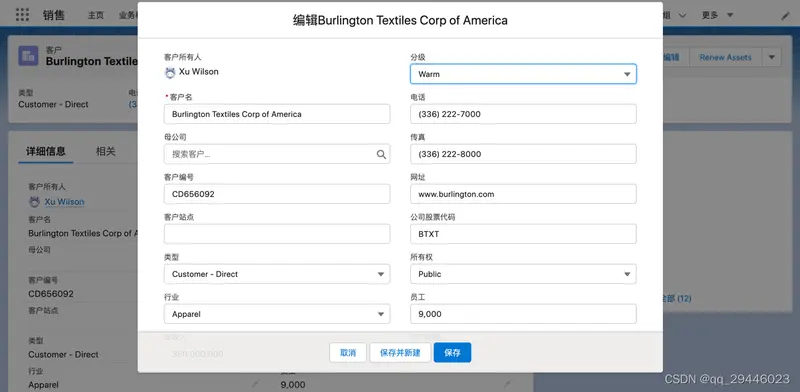 编辑Burlington Textiles Corp of America
销售
主页
更多
客户
Burlington Textiles
编辑
Renew Assets
类型
Customer - Direct
详细信息
相关
客户所有人
Xu Wilson
客户名
Burlington Textiles Corp of A
母公司
客户编号
CD656092
客户站点
类型
Customer - Direct
行业
Apparel
9,000
全部 (12)
客户所有人
Xu Wilson
分级
Warm
*客户名
Burlington Textiles Corp of America
电话
(336) 222-7000
母公司
搜索客户...
传真
(336) 222-8000
客户编号
CD656092
网址
www.burlington.com
客户站点
公司股票代码
BTXT
类型
Customer - Direct
所有权
Public
行业
Apparel
员工
9,000
取消
保存并新建
保存
CSDN @qq_29446023